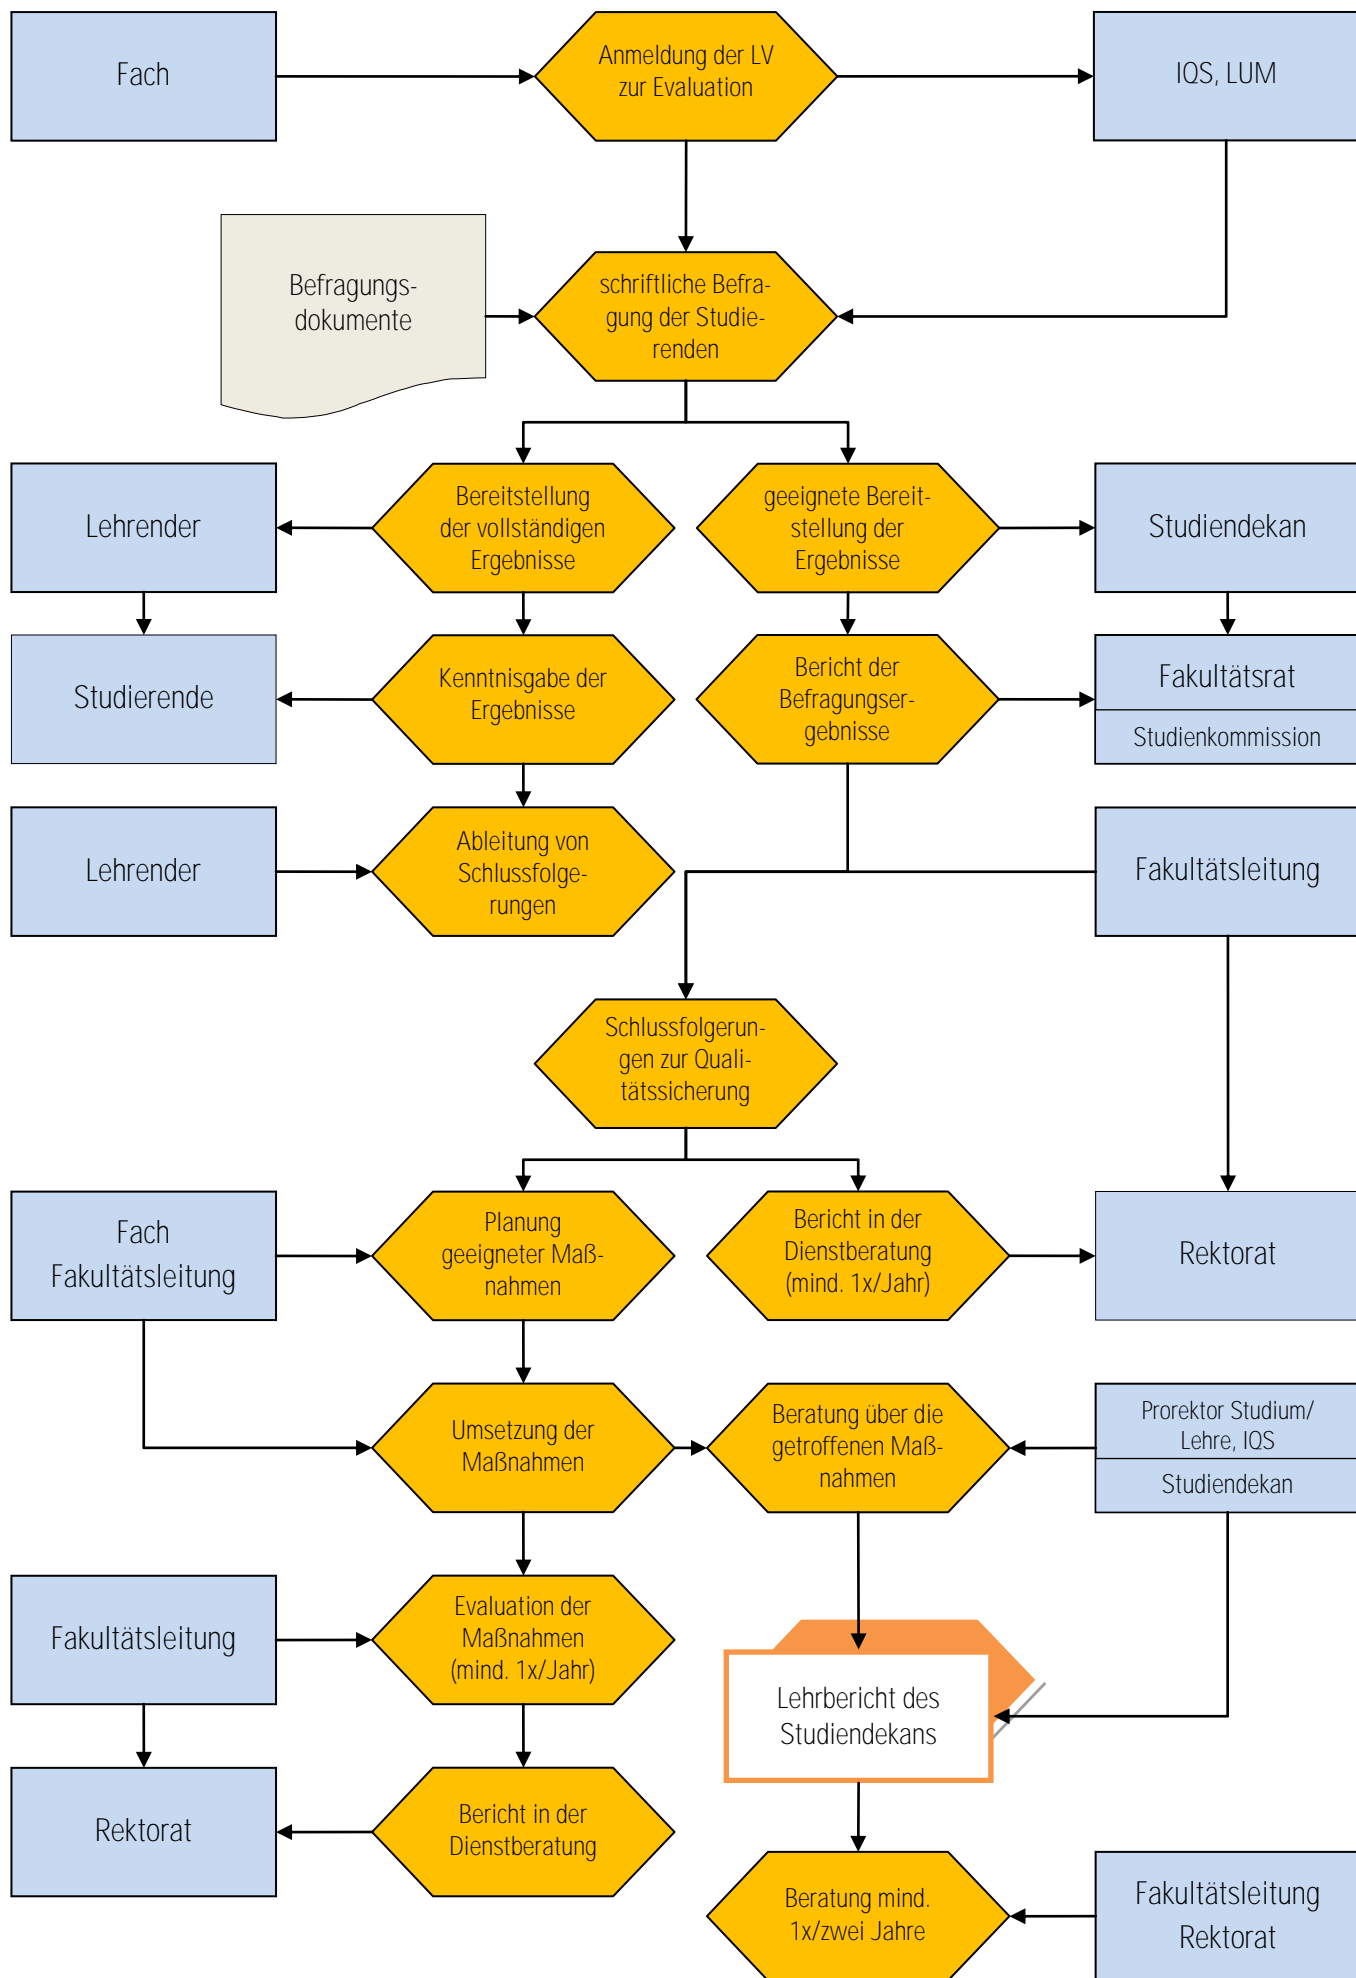 Fach
Anmeldung der LV
zur Evaluation
IQS, LUM
Befragungs-
dokumente
schriftliche Befra-
gung der Studie-
renden
Lehrender
Bereitstellung
der vollständigen
Ergebnisse
geeignete Bereit-
stellung der
Ergebnisse
Studiendekan
Studierende
Kenntnisgabe der
Ergebnisse
Bericht der
Befragungser-
gebnisse
Fakultätsrat
Studienkommission
Lehrender
Ableitung von
Schlussfolge-
rungen
Fakultätsleitung
Schlussfolgerun-
gen zur Quali-
tätssicherung
Fach
Fakultätsleitung
Planung
geeigneter Maß-
nahmen
Bericht in der
Dienstberatung
(mind. 1x/Jahr)
Rektorat
Umsetzung der
Maßnahmen
Beratung über die
getroffenen Maß-
nahmen
Prorektor Studium/
Lehre, IQS
Studiendekan
Fakultätsleitung
Evaluation der
Maßnahmen
(mind. 1x/Jahr)
Lehrbericht des
Studiendekans
Rektorat
Bericht in der
Dienstberatung
Beratung mind.
1x/zwei Jahre
Fakultätsleitung
Rektorat